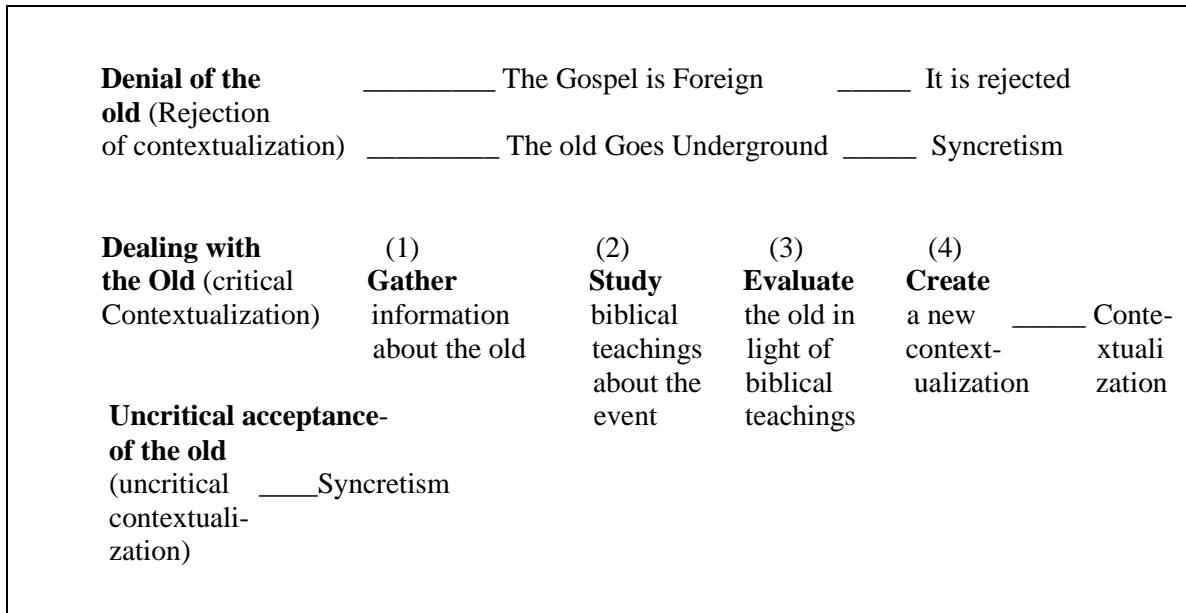 Denial of the _________ The Gospel is Foreign _____ It is rejected
old (Rejection
of contextualization) _________ The old Goes Underground _____ Syncretism
Dealing with (1) (2) (3) (4)
the Old (critical Gather Study Evaluate Create
Contextualization) information biblical the old in a new _____ Conte-
about the old teachings light of context- xtuali
about the biblical ualization zation
Uncritical acceptance- event teachings
of the old
(uncritical ____Syncretism
contextuali-
zation)